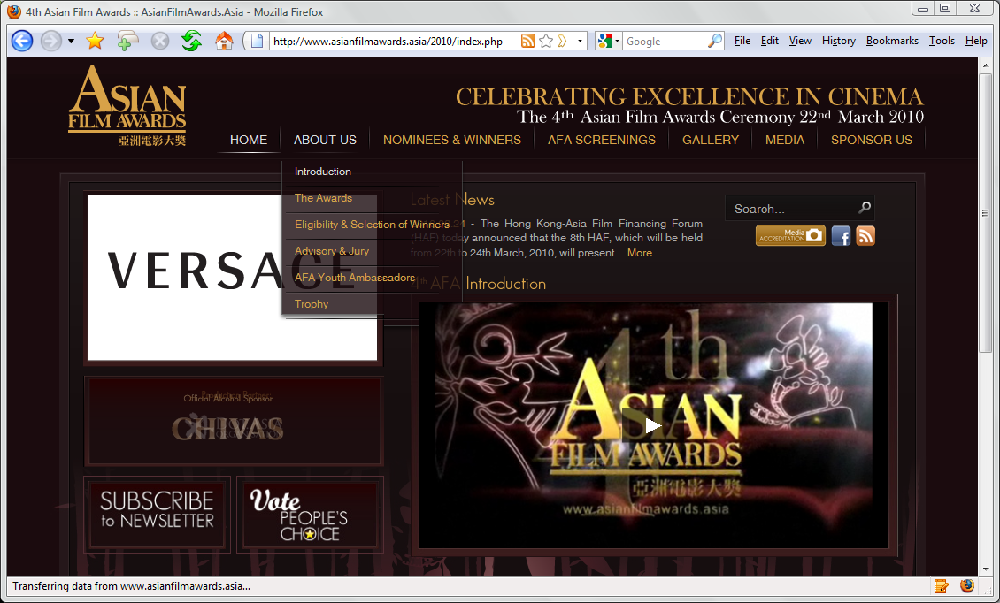 4th Asian Film Awards :: AsianFilmAwards.Asia - Mozilla Firefox
http://www.asianfilmawards.asia/2010/index.php
Google
File Edit View History Bookmarks Tools Help
ASIAN
FILM AWARDS
亞洲電影大獎
CELEBRATING EXCELLENCE IN CINEMA
The 4th Asian Film Awards Ceremony 22nd March 2010
HOME ABOUT US NOMINEES & WINNERS AFA SCREENINGS GALLERY MEDIA SPONSOR US
Introduction
The Awards
Eligibility & Selection of Winners
Advisory & Jury
AFA Youth Ambassadors
Trophy
VERSACE
Latest News
24 - The Hong Kong-Asia Film Financing Forum
(HAF) today announced that the 8th HAF, which will be held
from 22th to 24th March, 2010, will present ... More
4th AFA Introduction
Search...
Media
ACCREDITATION
4th
ASIAN
FILM AWARDS
亞洲電影大獎
www.asianfilmawards.asia
Official Alcohol Sponsor
CHIVAS
SUBSCRIBE
to NEWSLETTER
Vote
PEOPLE'S
CHOICE
Transferring data from www.asianfilmawards.asia...